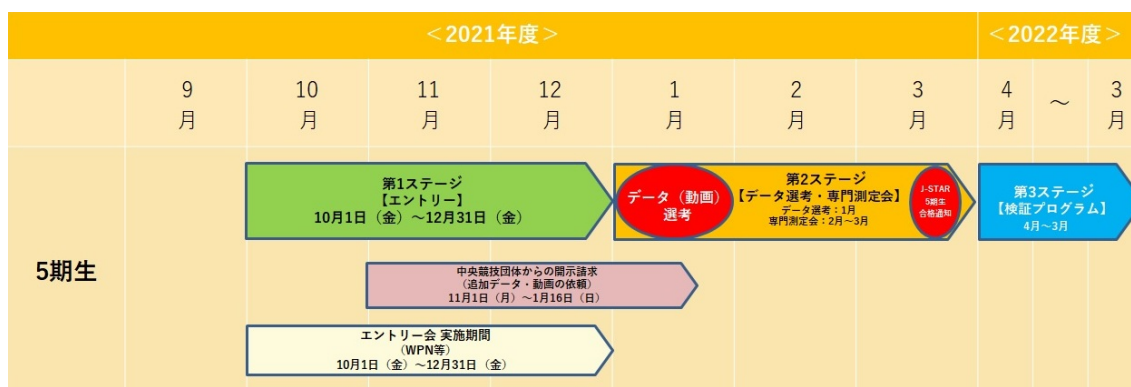 ＜2021年度＞
＜2022年度＞
9
月
10
月
11
月
12
月
1
月
2
月
3
月
4
月
～
3
月
5期生
第1ステージ
【エントリー】
10月1日（金）～12月31日（金）
データ（動画）
選考
第2ステージ
【データ選考・専門測定会】
データ選考：1月
専門測定会：2月～3月
J-STAR
5期生
合格通知
第3ステージ
【検証プログラム】
4月～3月
中央競技団体からの開示請求
（追加データ・動画の依頼）
11月1日（月）～1月16日（日）
エントリー会 実施期間
（WPN等）
10月1日（金）～12月31日（金）